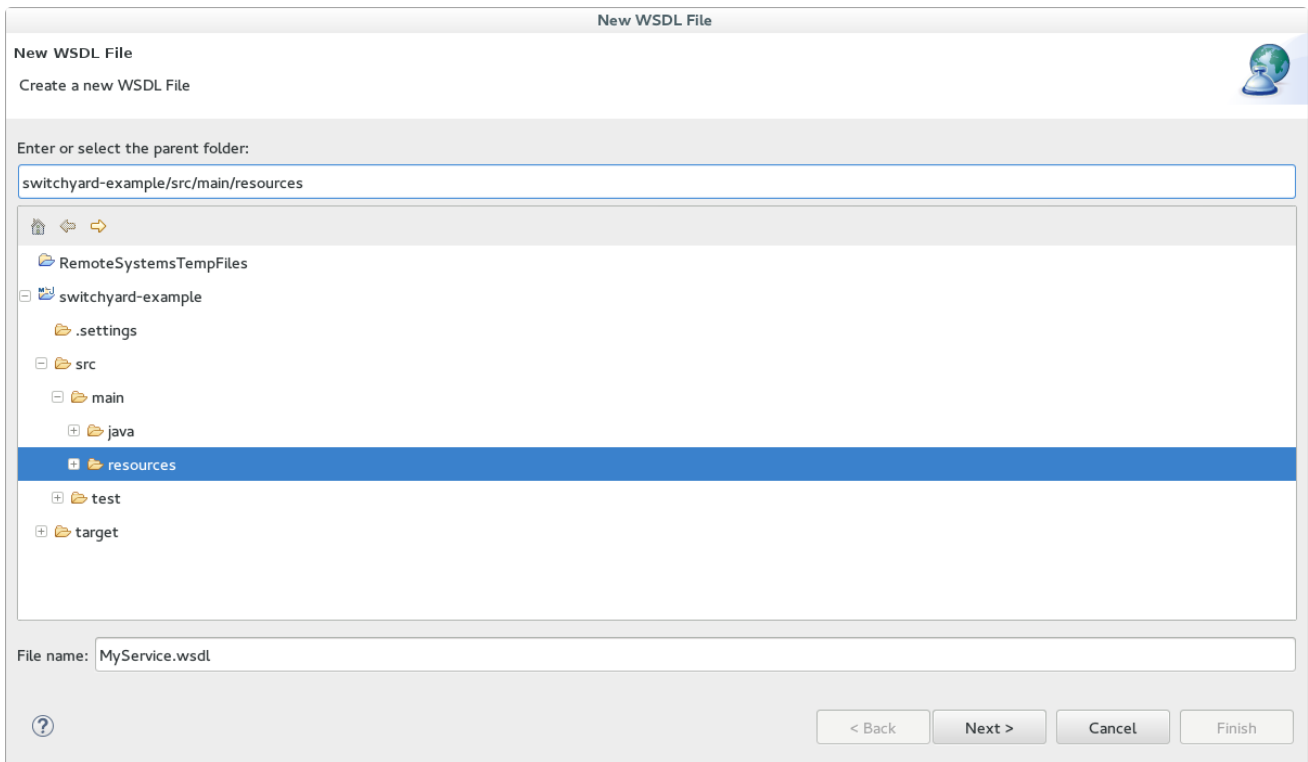 New WSDL File
New WSDL File
Create a new WSDL File
Enter or select the parent folder:
switchyard-example/src/main/resources
RemoteSystemsTempFiles
switchyard-example
.settings
src
main
java
resources
test
target
File name: MyService.wsdl
< Back Next > Cancel Finish